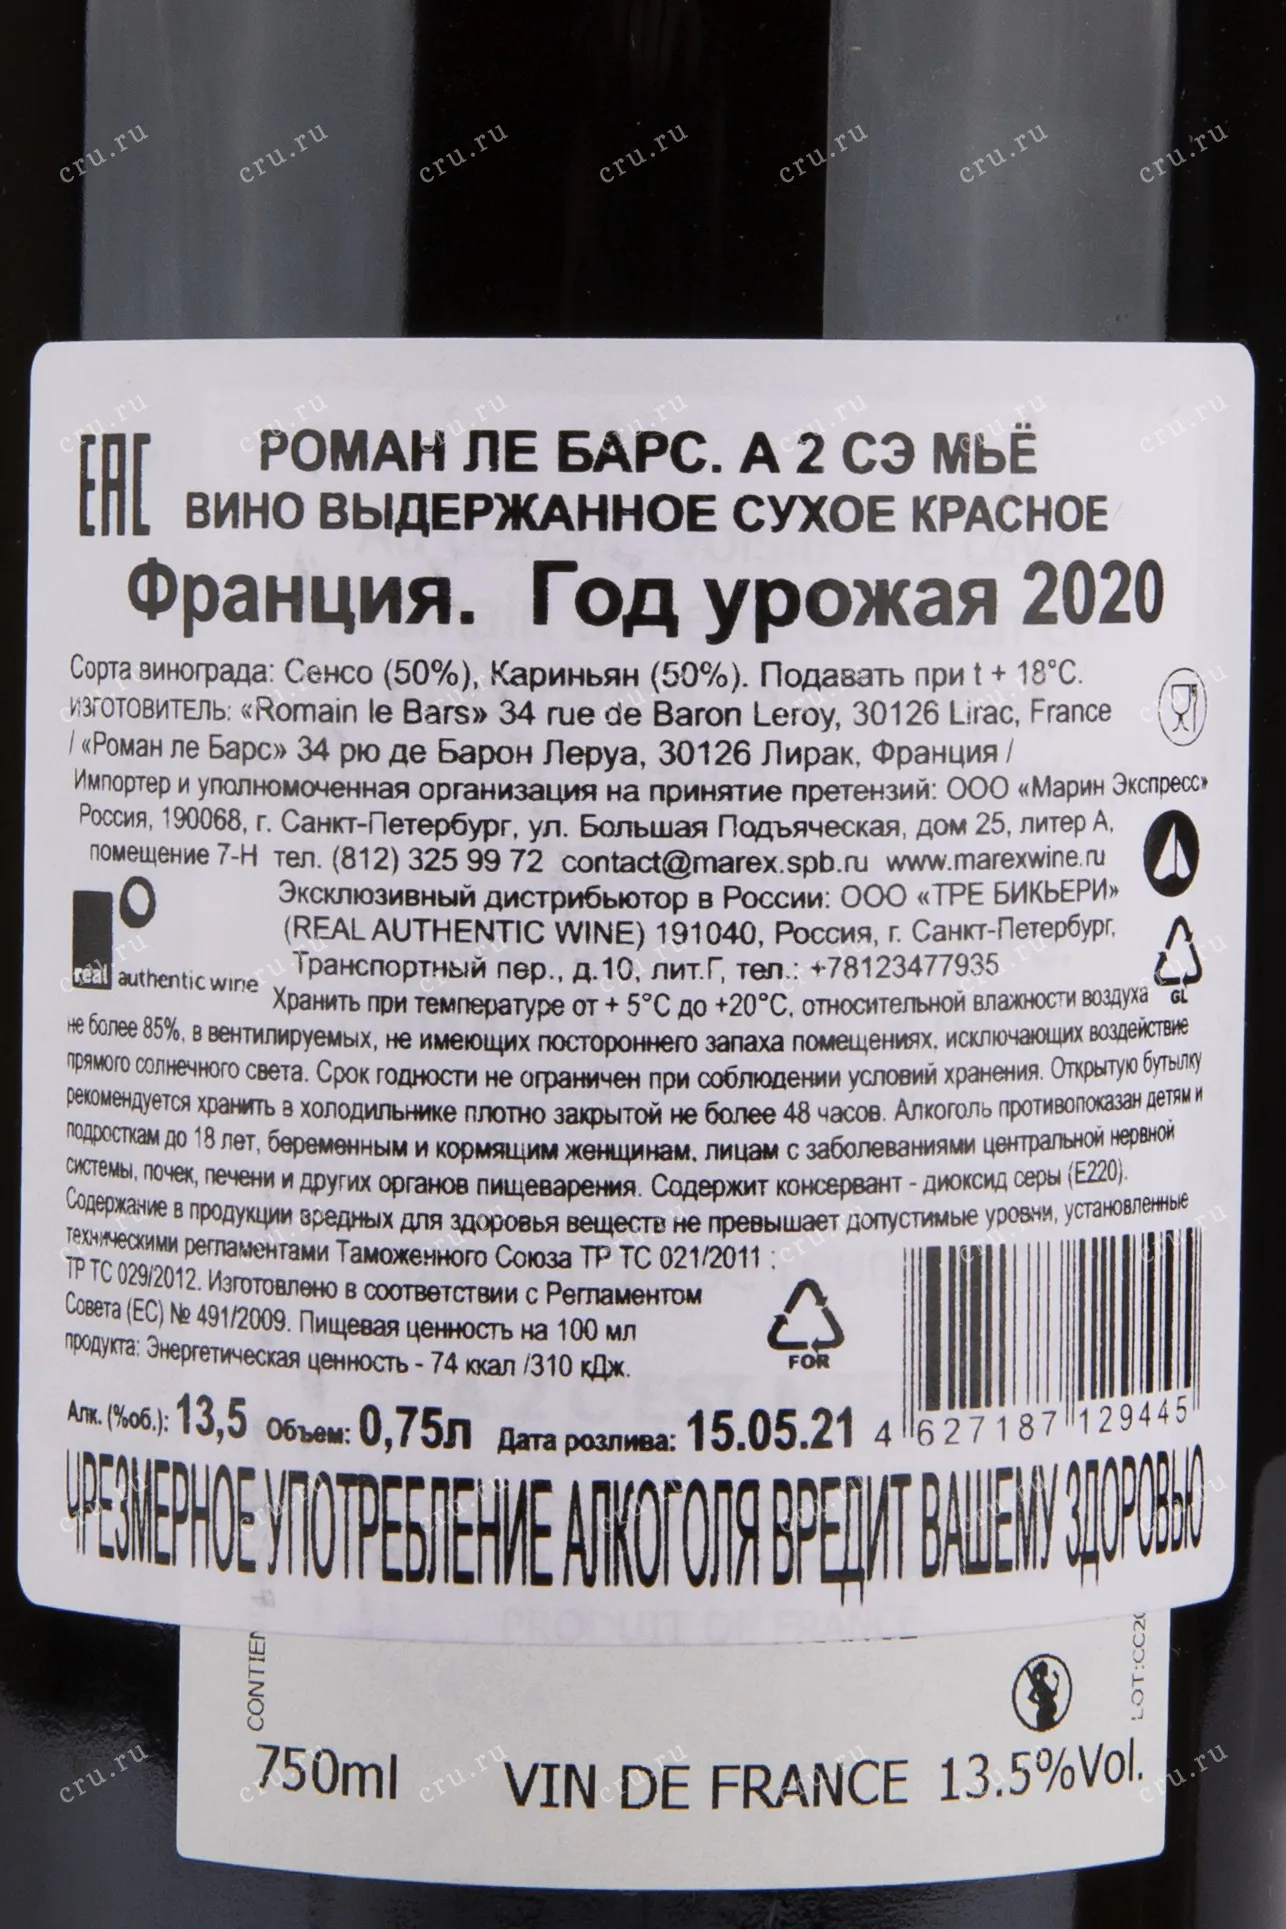 EAC
РОМАН ЛЕ БАРС. А 2 СЭ МЬЁ
ВИНО ВЫДЕРЖАННОЕ СУХОЕ КРАСНОЕ
Франция. Год урожая 2020
Сорта винограда: Сенсо (50%), Кариньян (50%). Подавать при t + 18°С.
ИЗГОТОВИТЕЛЬ: «Romain le Bars» 34 rue de Baron Leroy, 30126 Lirac, France
/ «Роман ле Барс» 34 рю де Барон Леруа, 30126 Лирак, Франция /
Импортер и уполномоченная организация на принятие претензий: ООО «Марин Экспресс»
Россия, 190068, г. Санкт-Петербург, ул. Большая Подъяческая, дом 25, литер А,
помещение 7-Н тел. (812) 325 99 72 contact@marex.spb.ru www.marexwine.ru
Эксклюзивный дистрибьютор в России: ООО «ТРЕ БИКЬЕРИ»
(REAL AUTHENTIC WINE) 191040, Россия, г. Санкт-Петербург,
Транспортный пер., д.10, лит.Г, тел.: +78123477935
real authentic wine
GL
Хранить при температуре от + 5°С до +20°С, относительной влажности воздуха
не более 85%, в вентилируемых, не имеющих постороннего запаха помещениях, исключающих воздействие
прямого солнечного света. Срок годности не ограничен при соблюдении условий хранения. Открытую бутылку
рекомендуется хранить в холодильнике плотно закрытой не более 48 часов. Алкоголь противопоказан детям и
подросткам до 18 лет, беременным и кормящим женщинам, лицам с заболеваниями центральной нервной
системы, почек, печени и других органов пищеварения. Содержит консервант - диоксид серы (Е220).
Содержание в продукции вредных для здоровья веществ не превышает допустимые уровни, установленные
техническими регламентами Таможенного Союза ТР ТС 021/2011 ;
ТР ТС 029/2012. Изготовлено в соответствии с Регламентом
Совета (ЕС) № 491/2009. Пищевая ценность на 100 мл
продукта: Энергетическая ценность - 74 ккал /310 кДж.
FOR
Алк. (%об.): 13,5 Объем: 0,75л Дата розлива: 15.05.21
4 627187 129445
ЧРЕЗМЕРНОЕ УПОТРЕБЛЕНИЕ АЛКОГОЛЯ ВРЕДИТ ВАШЕМУ ЗДОРОВЬЮ
PRODUIT DE FRANCE
750ml VIN DE FRANCE 13.5%Vol.
cru.ru